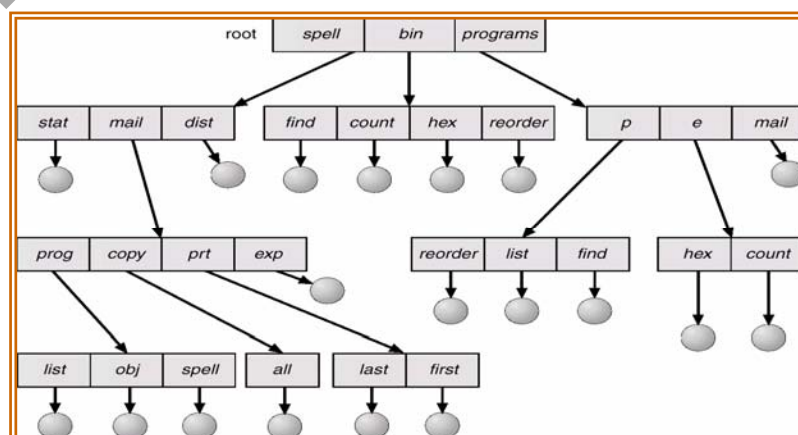 root spell bin programs
stat mail dist find count hex reorder p e mail
prog copy prt exp reorder list find hex count
list obj spell all last first